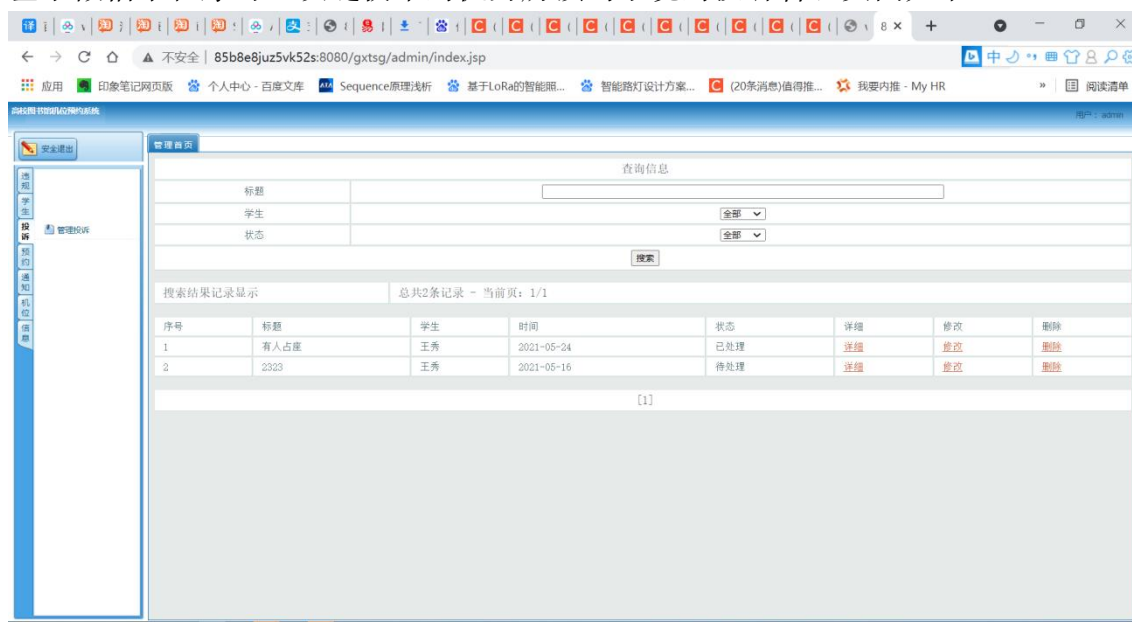 不安全 | 85b8e8juz5vk52s:8080/gxtsg/admin/index.jsp
应用 印象笔记网页版 个人中心 - 百度文库 Sequence原理浅析 基于LoRa的智能照... 智能路灯设计方案... (20条消息)值得推... 我要内推 - My HR » 阅读清单
高校图书馆机位预约系统 用户：admin
安全退出
管理首页
违规
学生
投诉
预约
通知
机位
信息
管理投诉
查询信息
标题
学生 全部
状态 全部
搜索
搜索结果记录显示 总共2条记录 - 当前页: 1/1
序号 标题 学生 时间 状态 详细 修改 删除
1 有人占座 王秀 2021-05-24 已处理 详细 修改 删除
2 2323 王秀 2021-05-16 待处理 详细 修改 删除
[1]